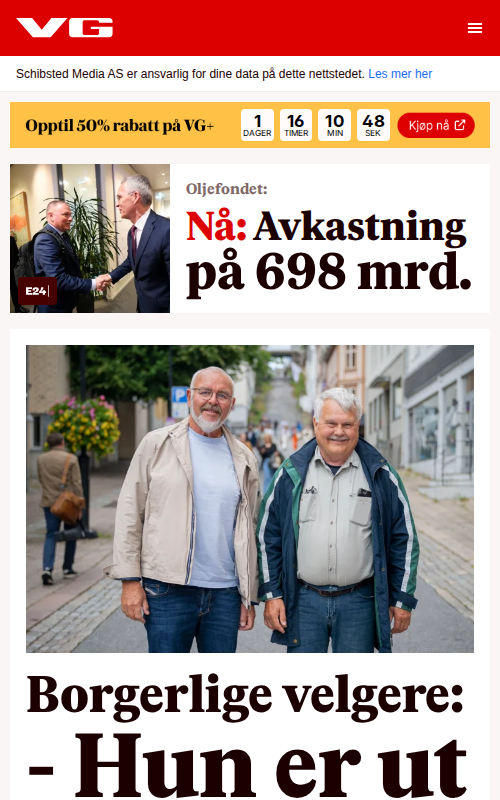 VG
Schibsted Media AS er ansvarlig for dine data på dette nettstedet. Les mer her
Opptil 50% rabatt på VG+
1 16 10 48
DAGER TIMER MIN SEK
Kjøp nå
Oljefondet:
Nå: Avkastning
på 698 mrd.
E24
P
Borgerlige velgere:
- Hun er ut